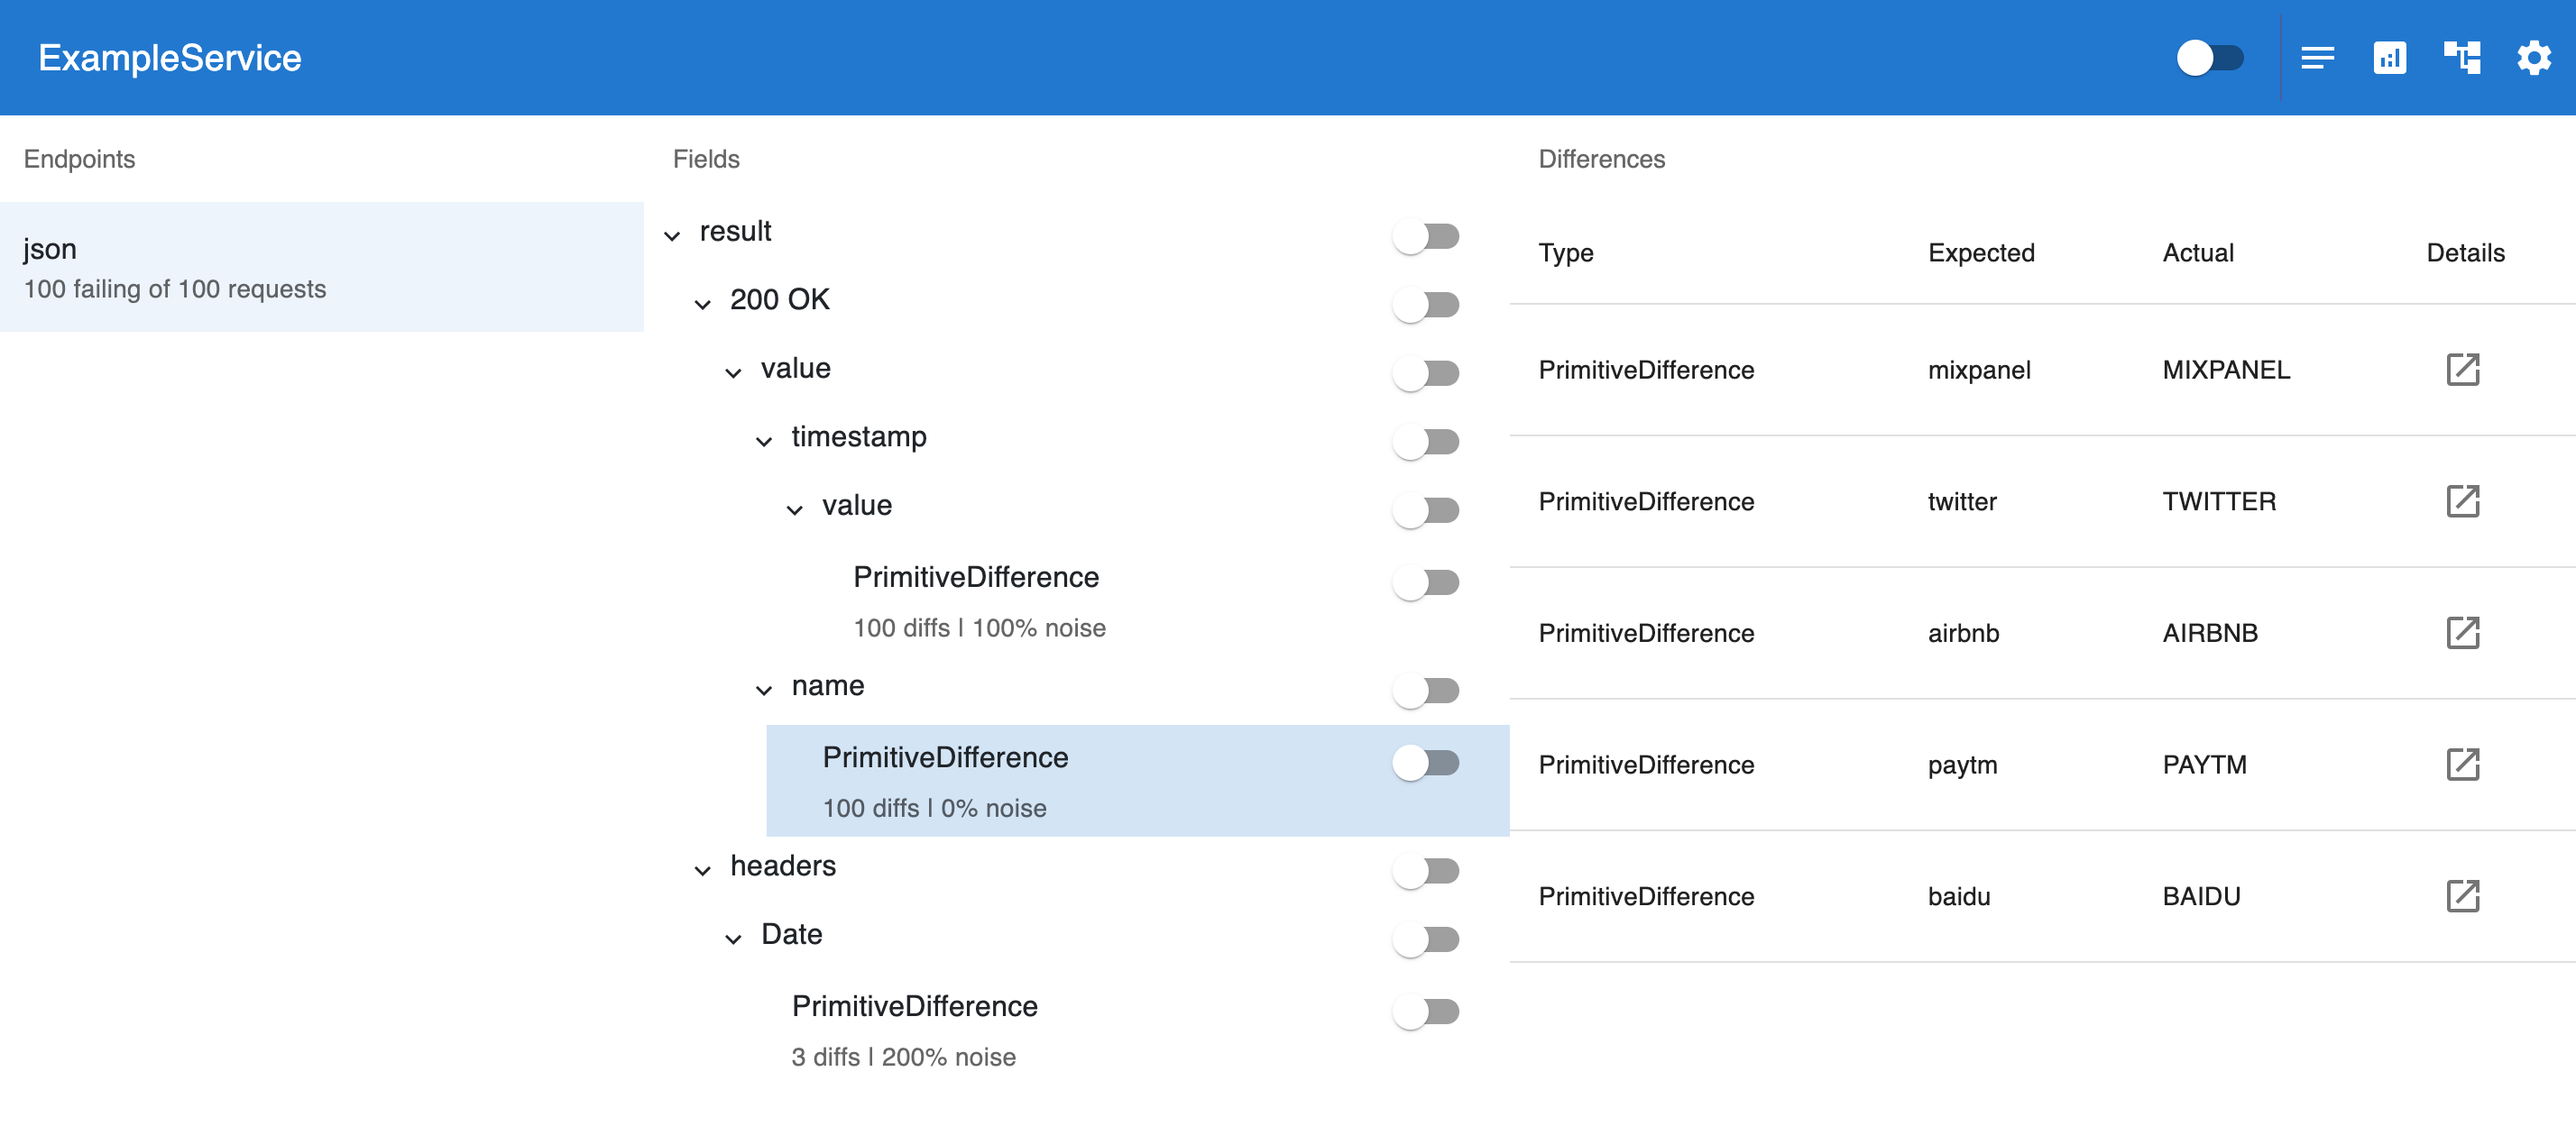 ExampleService
Endpoints
json
100 failing of 100 requests
Fields
result
200 OK
value
timestamp
value
PrimitiveDifference
100 diffs | 100% noise
name
PrimitiveDifference
100 diffs | 0% noise
headers
Date
PrimitiveDifference
3 diffs | 200% noise
Differences
Type Expected Actual Details
PrimitiveDifference mixpanel MIXPANEL
PrimitiveDifference twitter TWITTER
PrimitiveDifference airbnb AIRBNB
PrimitiveDifference paytm PAYTM
PrimitiveDifference baidu BAIDU